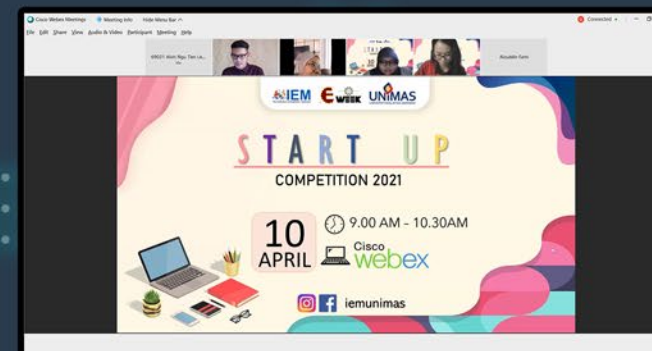 Cisco Webex Meetings Meeting Info Hide Menu Bar
Connected
File Edit Share View Audio & Video Participant Meeting Help
IEM E WEEK UNIMAS
START UP
COMPETITION 2021
10
APRIL
9.00 AM - 10.30AM
Cisco
webex
iemunimas